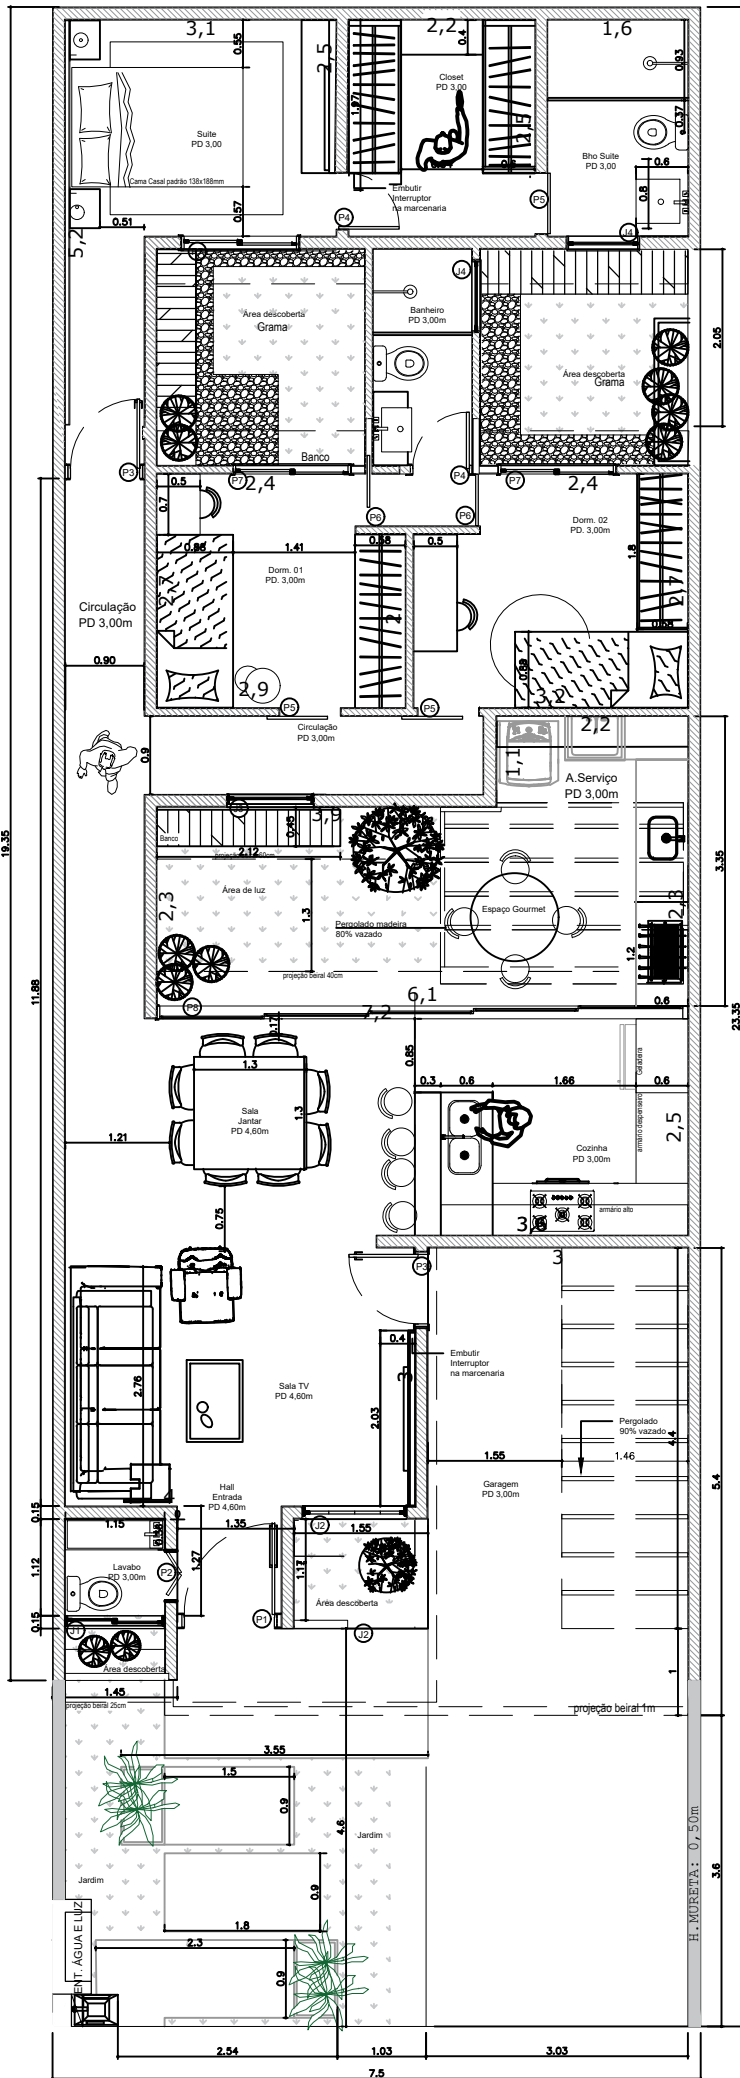 3,1
2,2
1,6
0.55
2,5
0.4
0.93
Closet
PD 3,00
Suite
PD 3,00
1.97
0.37
2,5
Bho Suite
PD 3,00
0.6
Cama Casal padrão 138x188mm
Embutir
Interruptor
na marcenaria
0.8
P5
0.57
0.51
P4
J4
5,2
J4
Área descoberta
Grama
Banheiro
PD 3,00m
2.05
Área descoberta
Grama
Banco
P3
P7
2,4
P4
P7
2,4
0.5
0.7
P6
P6
Dorm. 02
PD. 3,00m
0.88
1.41
0.58
0.5
1.8
Dorm. 01
PD. 3,00m
2,7
2,7
Circulação
PD 3,00m
2
0.58
0.90
2,9
0.88
3,2
P5
P5
Circulação
PD 3,00m
2,2
0.9
1,1
A.Serviço
PD 3,00m
3,9
Banco
0.45
2.12
19.35
3.35
Área de luz
2,3
1.3
Pergolado madeira
80% vazado
Espaço Gourmet
2,3
1.2
projeção beiral 40cm
11.88
6,1
0.6
P8
7,2
23.35
0.17
0.85
1.3
0.3
0.6
1.66
0.6
Geladeira
Sala
Jantar
PD 4,60m
1.3
1.21
Cozinha
PD 3,00m
armário despenseiro
2,5
0.75
armário alto
P3
3
0.4
Embutir
Interruptor
na marcenaria
Sala TV
PD 4,60m
3
2.76
2.03
Pergolado
90% vazado
4.4
5.4
1.55
1.46
Hall
Entrada
PD 4,60m
Garagem
PD 3,00m
4
0.15
1.15
1.35
J2
1.55
Lavabo
PD 3,00m
P2
1.27
1.17
1.12
Área descoberta
0.15
J1
P1
J2
Área descoberta
1
1.45
projeção beiral 25cm
projeção beiral 1m
3.55
1.5
0.9
4.6
Jardim
Jardim
0.9
1.8
H.MURETA: 0,50m
3.6
ENT. ÁGUA E LUZ
2.3
0.9
2.54
1.03
3.03
7.5